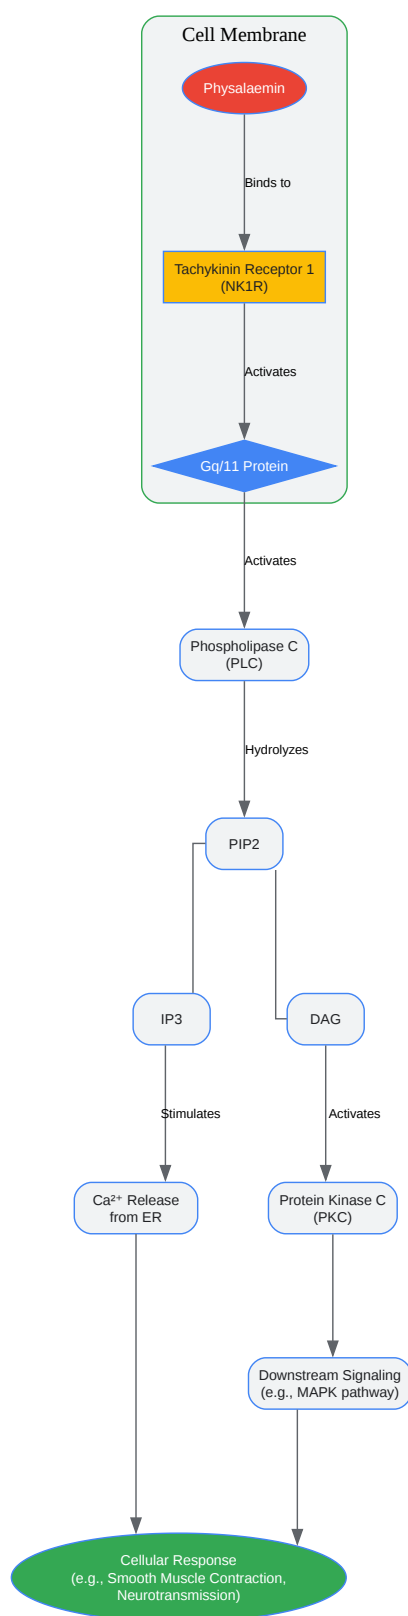 Cell Membrane
Physalaemin
Binds to
Tachykinin Receptor 1
(NK1R)
Activates
Gq/11 Protein
Activates
Phospholipase C
(PLC)
Hydrolyzes
PIP2
IP3
DAG
Stimulates
Activates
Ca²⁺ Release
from ER
Protein Kinase C
(PKC)
Downstream Signaling
(e.g., MAPK pathway)
Cellular Response
(e.g., Smooth Muscle Contraction,
Neurotransmission)